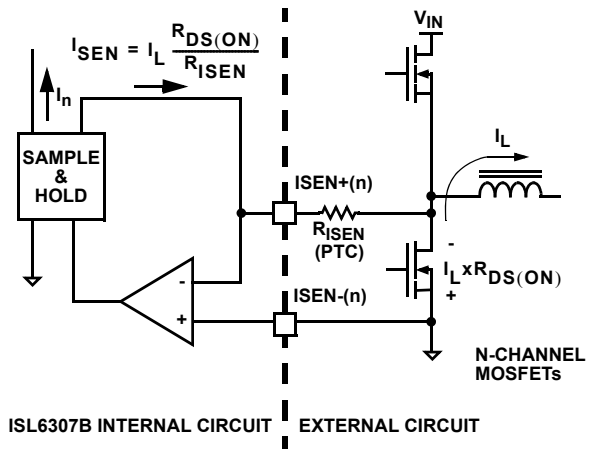 V_IN
I_SEN = I_L R_DS(ON) / R_ISEN
I_n
SAMPLE
&
HOLD
I_L
ISEN+(n)
R_ISEN
(PTC)
-
I_L x R_DS(ON)
+
-
+
ISEN-(n)
N-CHANNEL
MOSFETs
ISL6307B INTERNAL CIRCUIT
EXTERNAL CIRCUIT